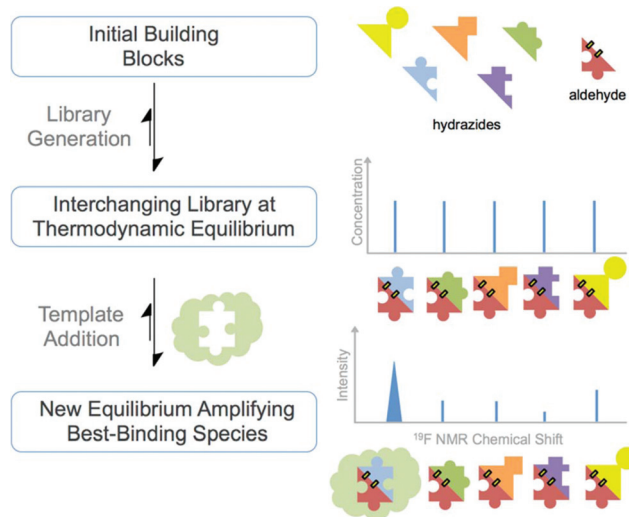 Initial Building
Blocks
hydrazides
aldehyde
Library
Generation
Interchanging Library at
Thermodynamic Equilibrium
Concentration
Template
Addition
New Equilibrium Amplifying
Best-Binding Species
Intensity
¹⁹F NMR Chemical Shift